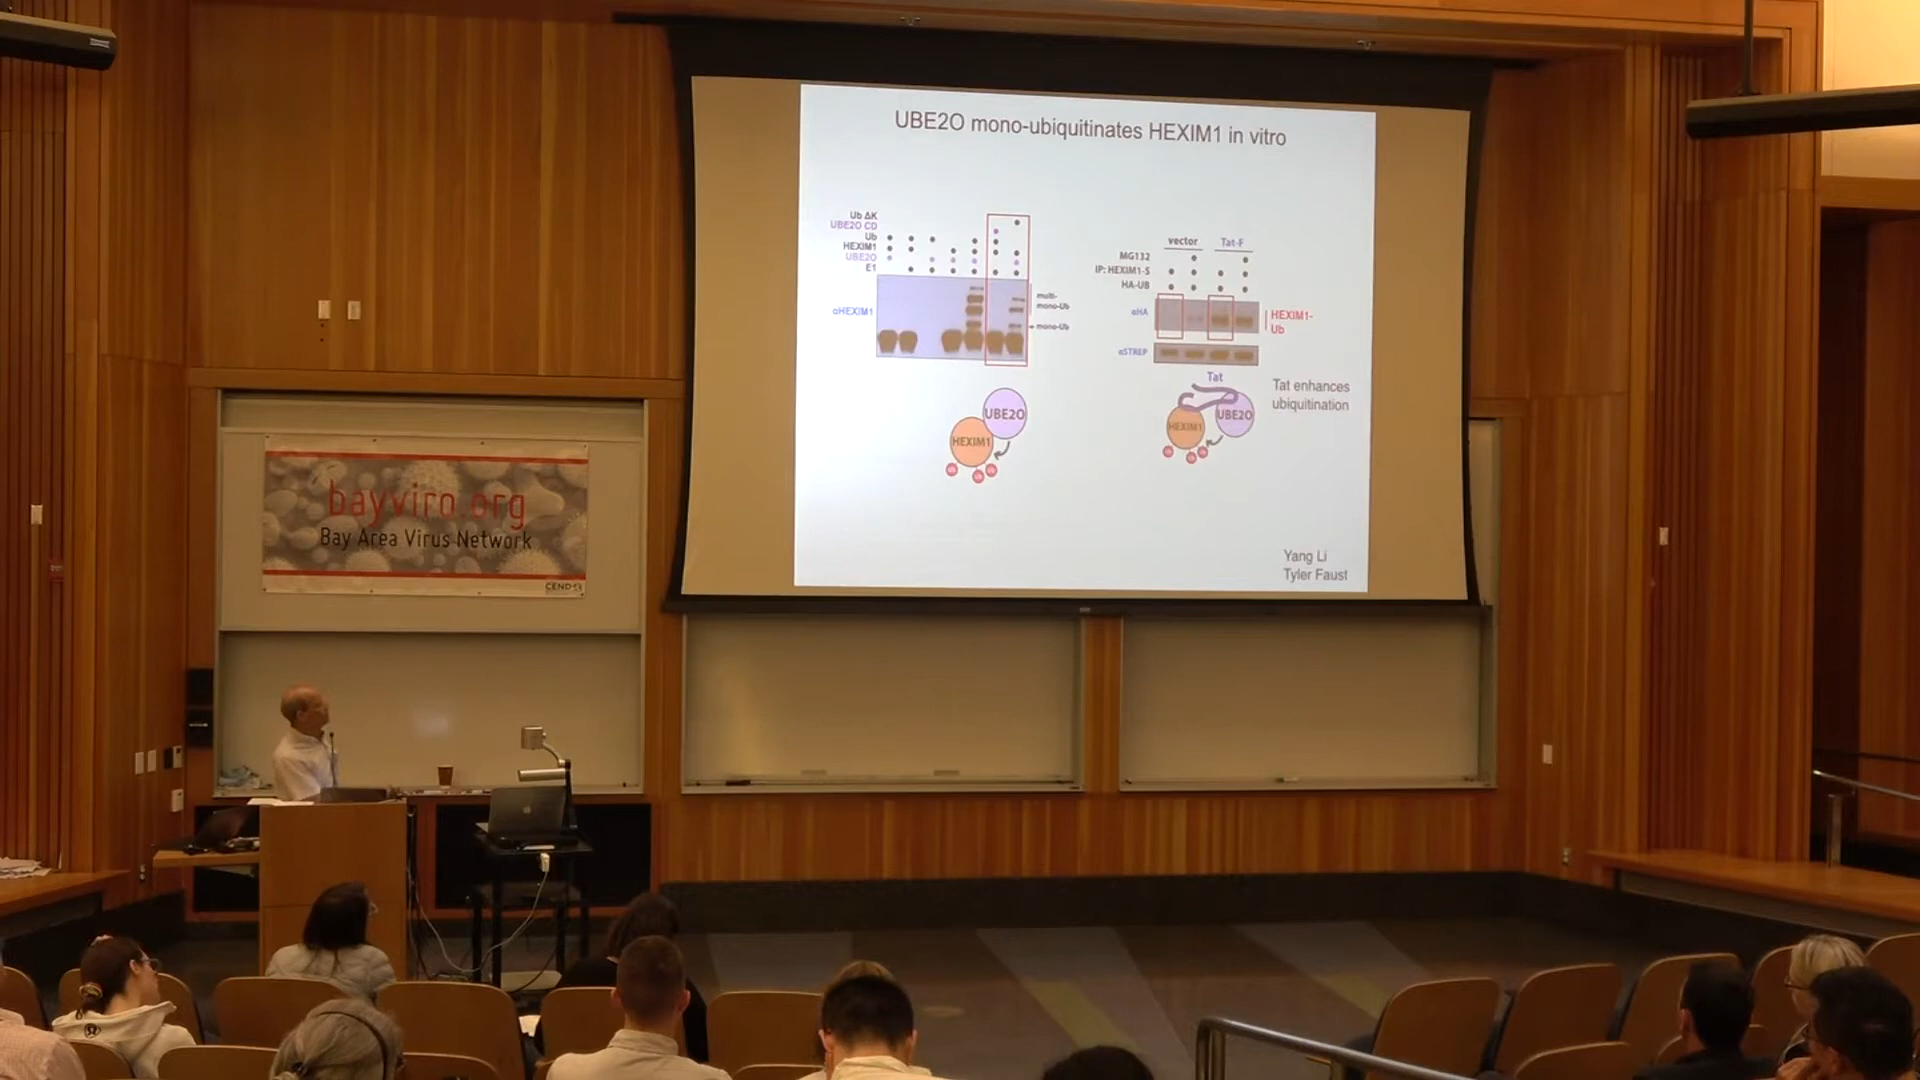 UBE2O mono-ubiquitinates HEXIM1 in vitro
Ub ΔK
UBE2O CD
Ub
HEXIM1
UBE2O
E1
αHEXIM1
multi-
mono-Ub
mono-Ub
UBE2O
HEXIM1
vector
Tat-F
MG132
IP: HEXIM1-S
HA-UB
αHA
HEXIM1-
Ub
αSTREP
Tat
UBE2O
HEXIM1
Tat enhances
ubiquitination
Yang Li
Tyler Faust
bayviro.org
Bay Area Virus Network